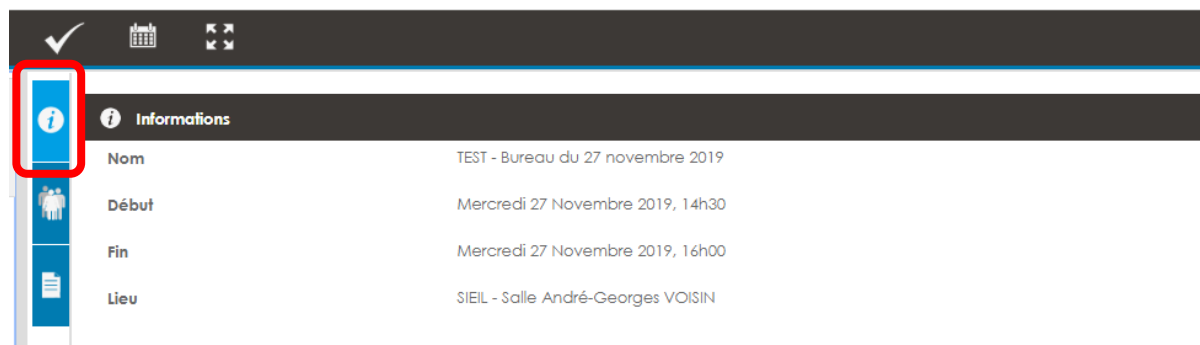 Informations
Nom TEST - Bureau du 27 novembre 2019
Début Mercredi 27 Novembre 2019, 14h30
Fin Mercredi 27 Novembre 2019, 16h00
Lieu SIEIL - Salle André-Georges VOISIN